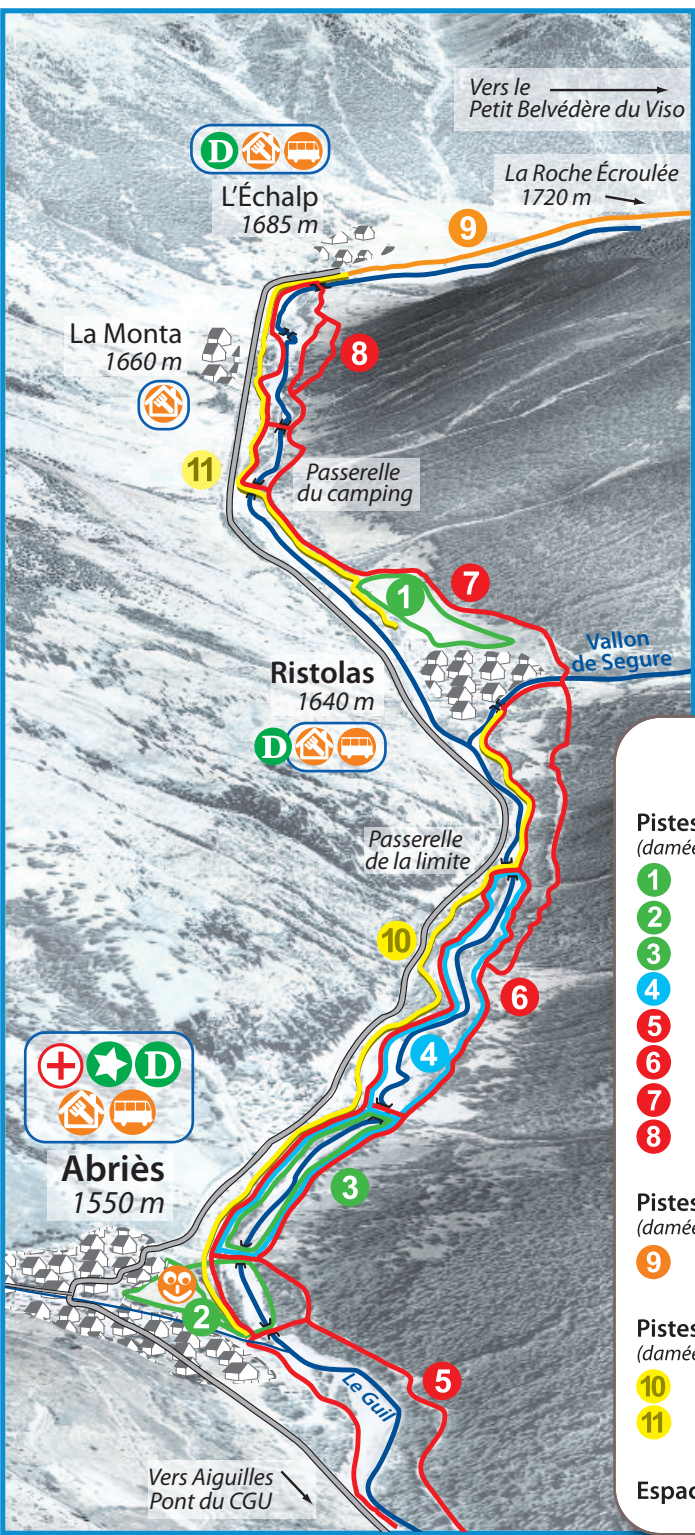 Vers le
Petit Belvédère du Viso
La Roche Écroulée
1720 m
D
L'Échalp
1685 m
9
La Monta
1660 m
8
11
Passerelle
du camping
1
7
Vallon
de Segure
Ristolas
1640 m
D
Passerelle
de la limite
10
6
4
D
Abriès
1550 m
3
2
5
Le Guil
Vers Aiguilles
Pont du CGU
Pistes
(damée
1
2
3
4
5
6
7
8
Pistes
(damée
9
Pistes
(damée
10
11
Espac